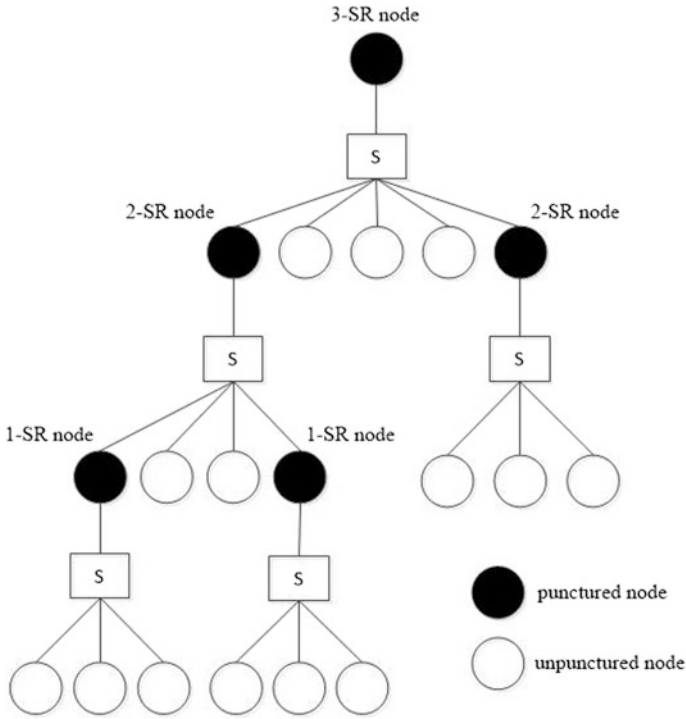 3-SR node
S
2-SR node
2-SR node
S
S
1-SR node
1-SR node
S
S
punctured node
unpunctured node